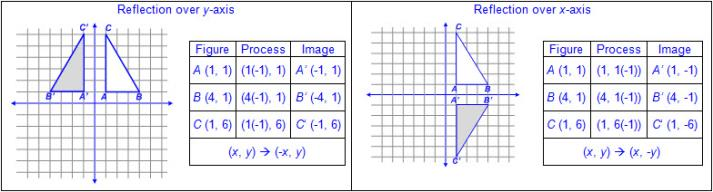 Reflection over y-axis
C' C
B' A' A B
Figure Process Image
A (1, 1) (1(-1), 1) A' (-1, 1)
B (4, 1) (4(-1), 1) B' (-4, 1)
C (1, 6) (1(-1), 6) C' (-1, 6)
(x, y) → (-x, y)
Reflection over x-axis
C
A B
A' B'
C'
Figure Process Image
A (1, 1) (1, 1(-1)) A' (1, -1)
B (4, 1) (4, 1(-1)) B' (4, -1)
C (1, 6) (1, 6(-1)) C' (1, -6)
(x, y) → (x, -y)